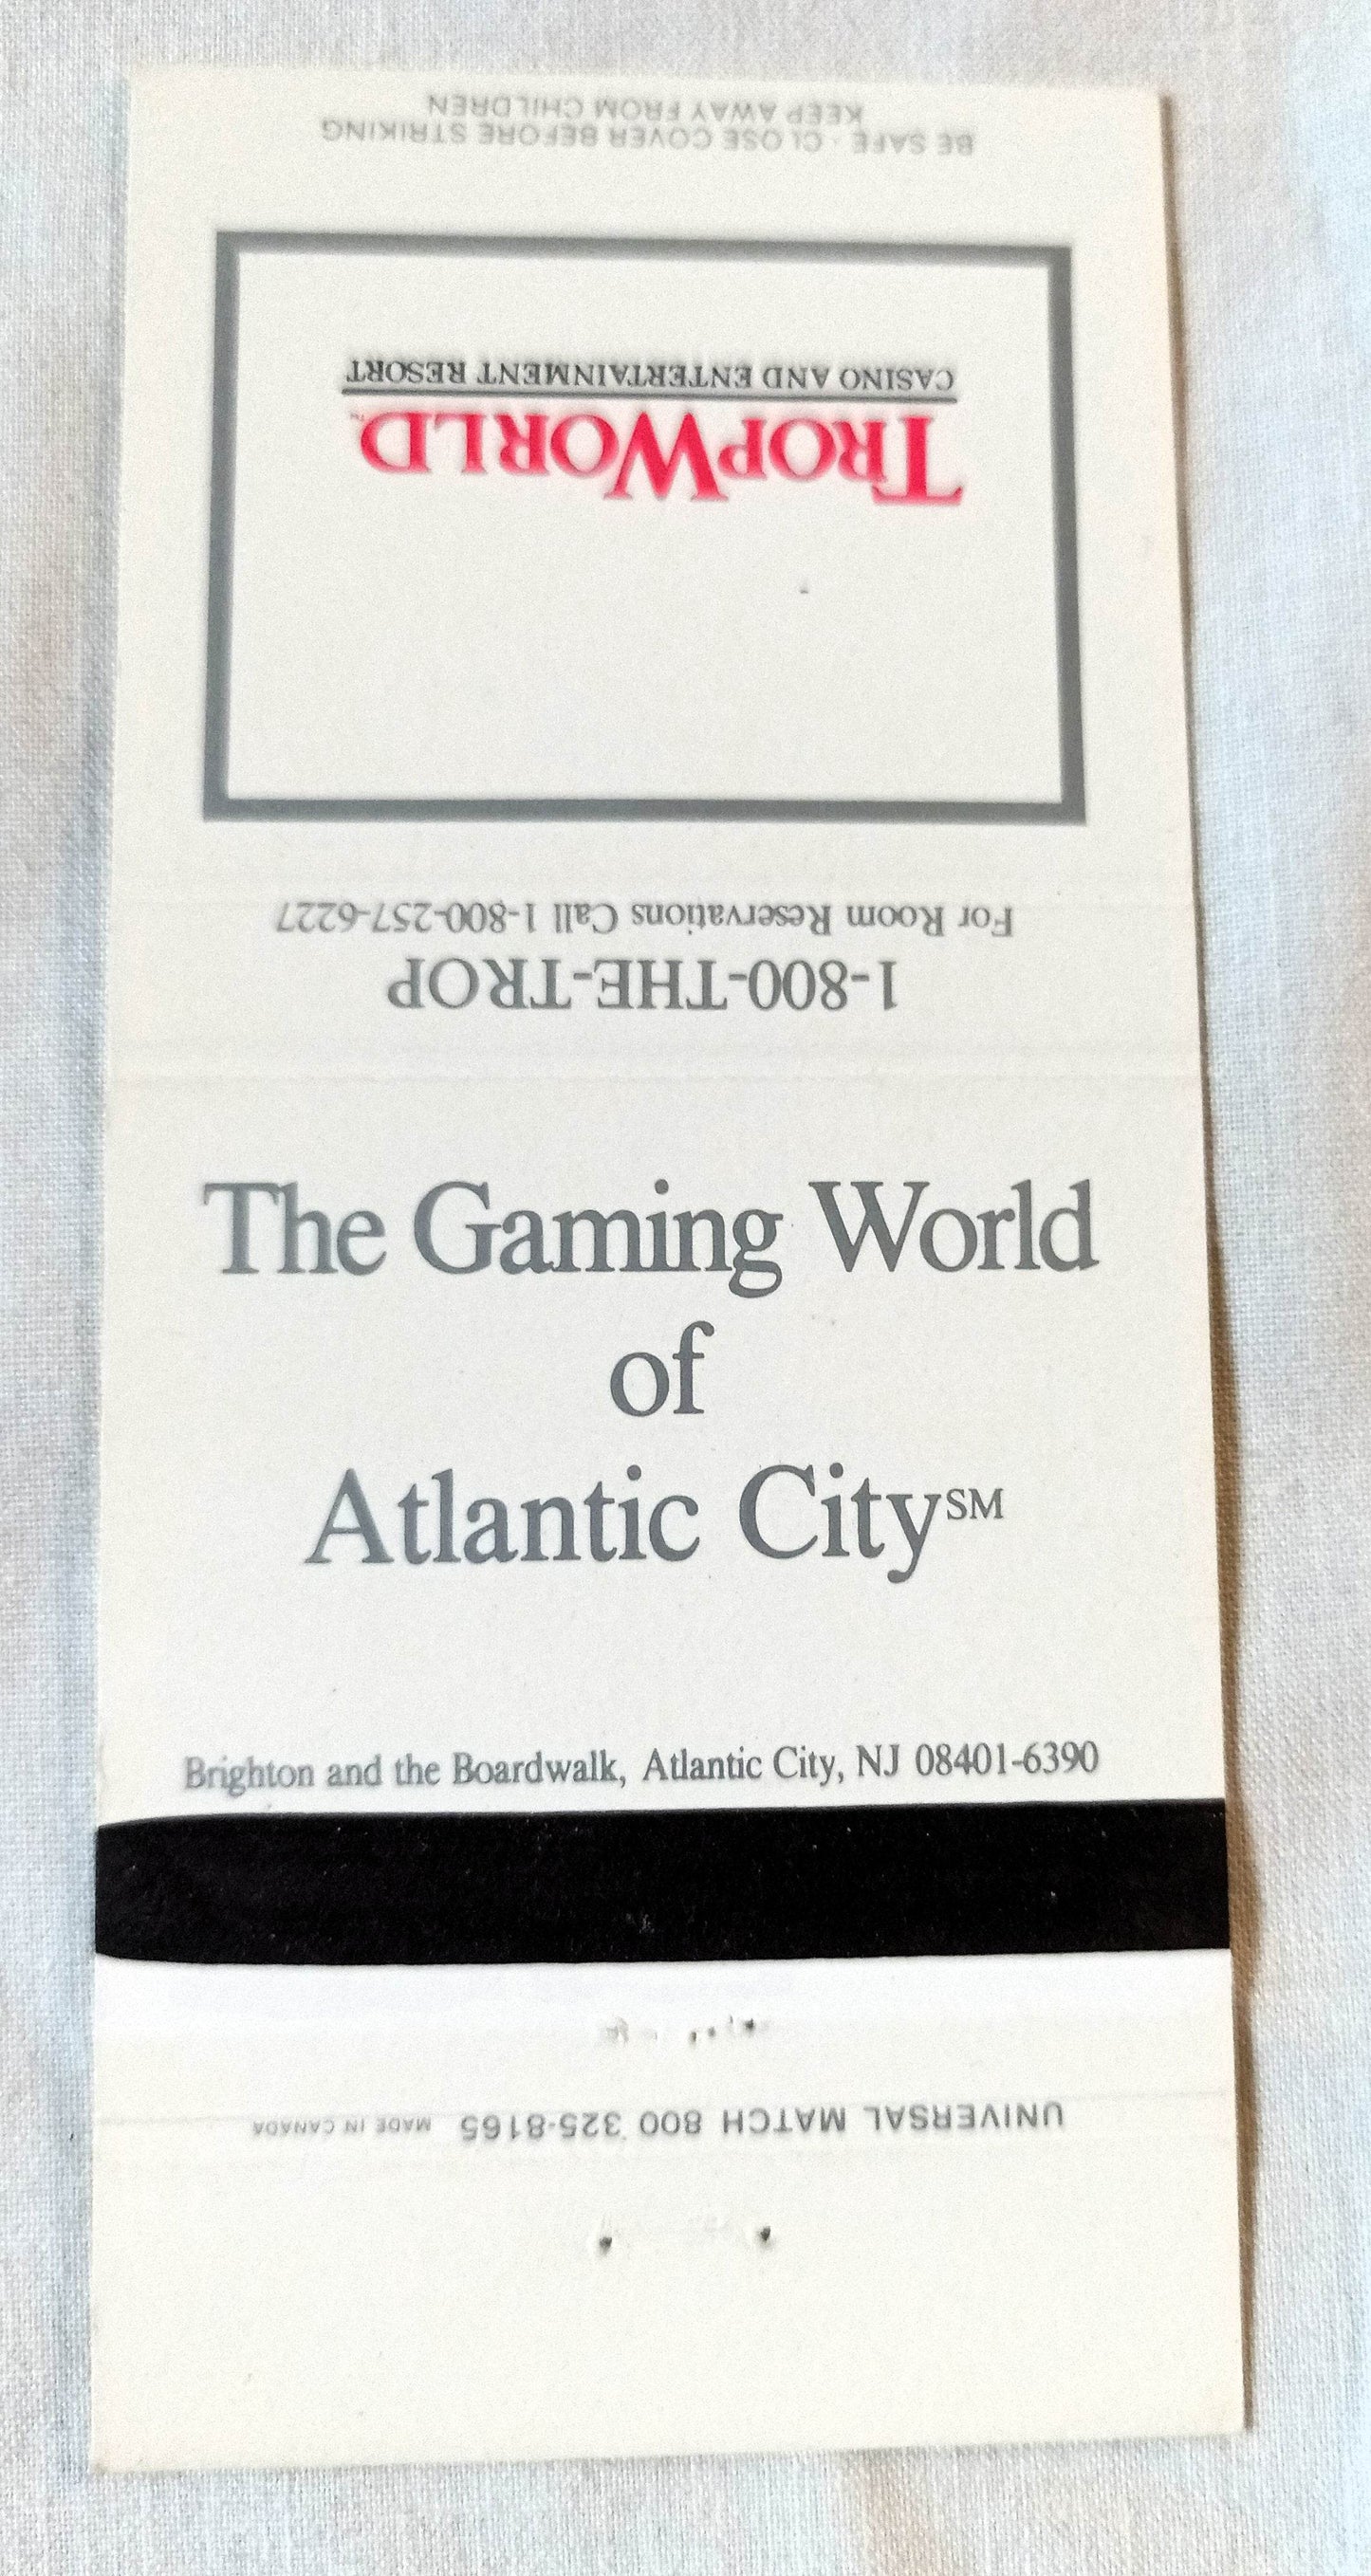 BE SAFE · CLOSE COVER BEFORE STRIKING
KEEP AWAY FROM CHILDREN
TROPWORLD™
CASINO AND ENTERTAINMENT RESORT
1-800-THE-TROP
For Room Reservations Call 1-800-257-6227
The Gaming World
of
Atlantic City℠
Brighton and the Boardwalk, Atlantic City, NJ 08401-6390
UNIVERSAL MATCH 800 325-8165 MADE IN CANADA